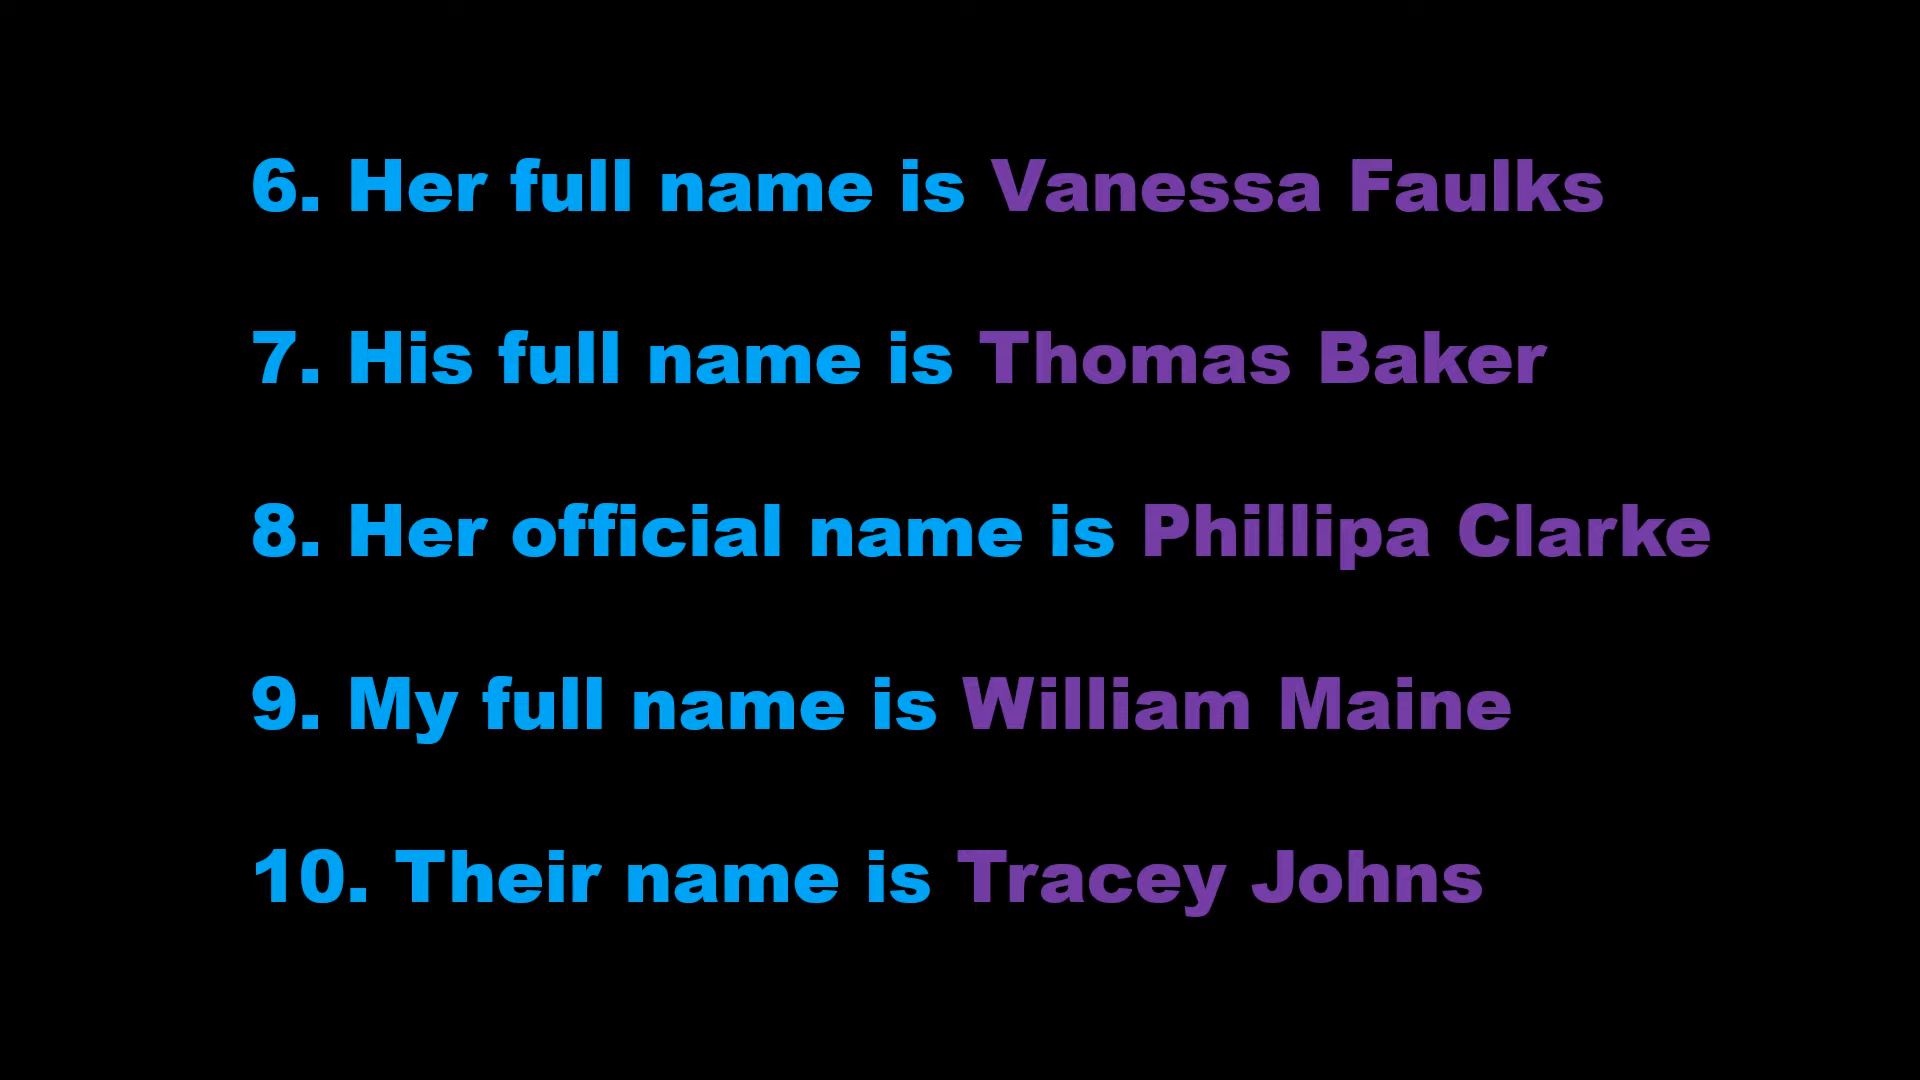 6. Her full name is Vanessa Faulks
7. His full name is Thomas Baker
8. Her official name is Phillipa Clarke
9. My full name is William Maine
10. Their name is Tracey Johns